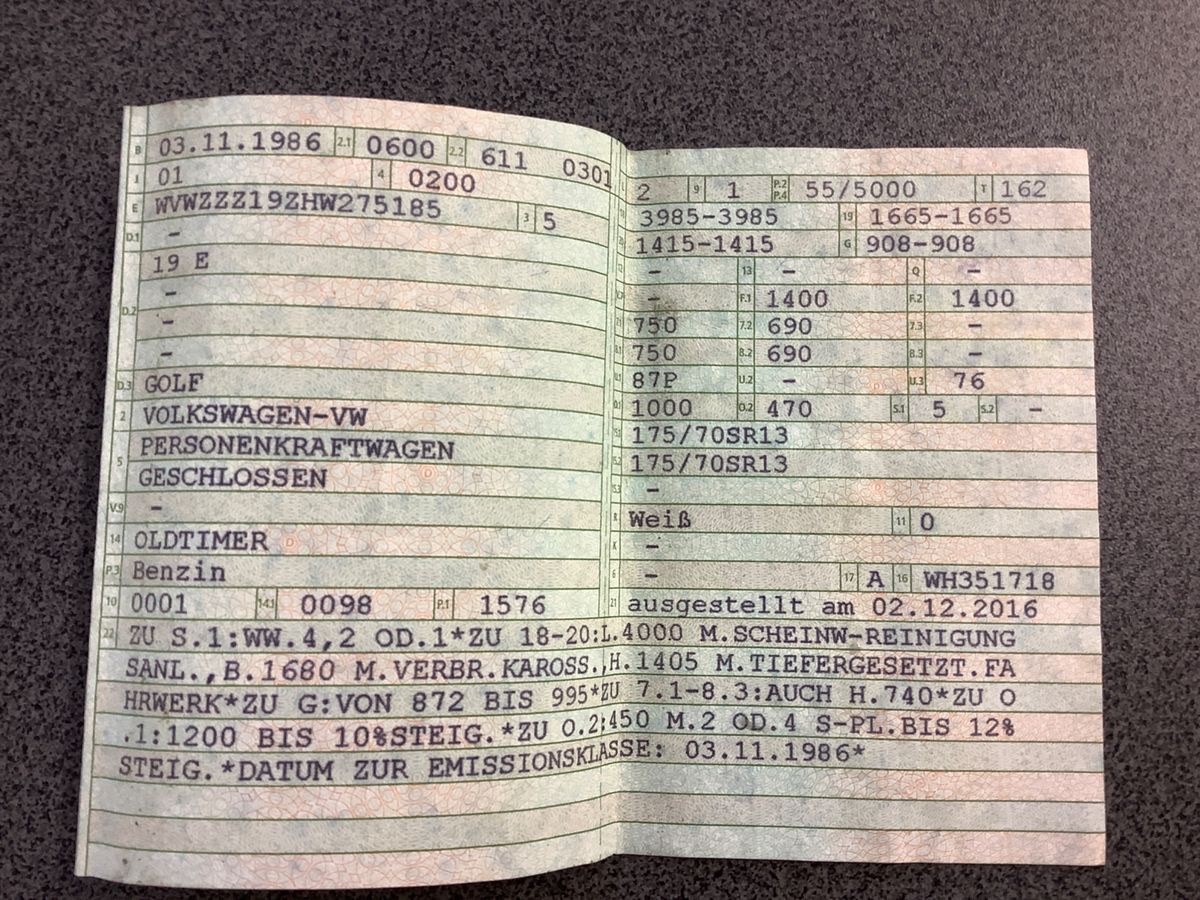 B 03.11.1986 2.1 0600 2.2 611 0301
J 01 4 0200
E WVWZZZ19ZHW275185 3 5
D.1 –
19 E
D.2 –
–
–
D.3 GOLF
2 VOLKSWAGEN-VW
5 PERSONENKRAFTWAGEN
GESCHLOSSEN
V.9 –
14 OLDTIMER
P.3 Benzin
10 0001 14.1 0098 P.1 1576
L 2 9 1 P.2 P.4 55/5000 T 162
3985-3985 19 1665-1665
1415-1415 G 908-908
– 13 – Q –
– F.1 1400 F.2 1400
750 7.2 690 7.3 –
750 8.2 690 8.3 –
87P U.2 – U.3 76
1000 O.2 470 S.1 5 S.2 –
175/70SR13
175/70SR13
–
R Weiß 11 0
K –
6 – 17 A 16 WH351718
21 ausgestellt am 02.12.2016
22 ZU S.1:WW.4,2 OD.1*ZU 18-20:L.4000 M.SCHEINW-REINIGUNG
SANL.,B.1680 M.VERBR.KAROSS.,H.1405 M.TIEFERGESETZT.FA
HRWERK*ZU G:VON 872 BIS 995*ZU 7.1-8.3:AUCH H.740*ZU O
.1:1200 BIS 10%STEIG.*ZU O.2:450 M.2 OD.4 S-PL.BIS 12%
STEIG.*DATUM ZUR EMISSIONSKLASSE: 03.11.1986*